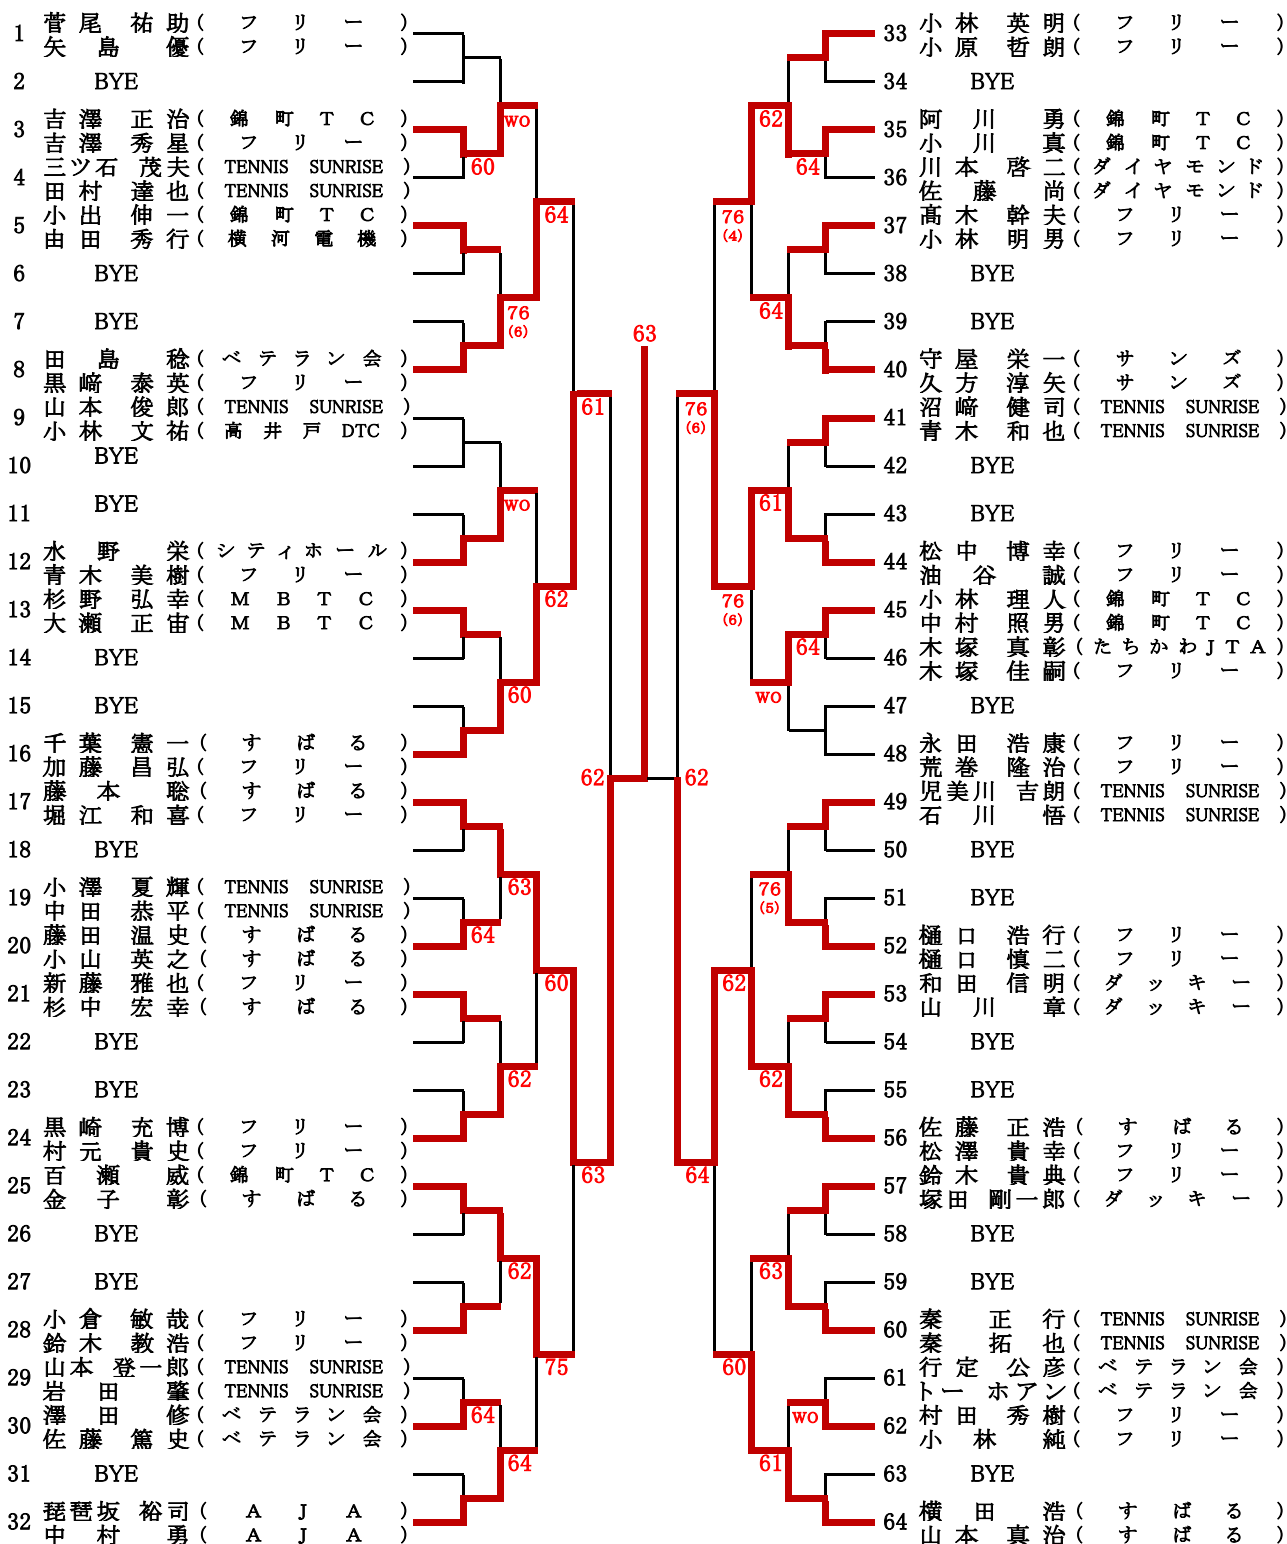 1 菅尾 祐助 ( フリー )
矢島 優 ( フリー )
2 BYE
3 吉澤 正治 ( 錦町TC )
吉澤 秀星 ( フリー )
4 三ツ石 茂夫 ( TENNIS SUNRISE )
田村 達也 ( TENNIS SUNRISE )
5 小出 伸一 ( 錦町TC )
由田 秀行 ( 横河電機 )
6 BYE
7 BYE
8 田島 稔 ( ベテラン会 )
黒崎 泰英 ( フリー )
9 山本 俊郎 ( TENNIS SUNRISE )
小林 文祐 ( 高井戸DTC )
10 BYE
11 BYE
12 水野 栄 ( シティホール )
青木 美樹 ( フリー )
13 杉野 弘幸 ( MBTC )
大瀬 正宙 ( MBTC )
14 BYE
15 BYE
16 千葉 憲一 ( すばる )
加藤 昌弘 ( フリー )
17 藤本 聡 ( すばる )
堀江 和喜 ( フリー )
18 BYE
19 小澤 夏輝 ( TENNIS SUNRISE )
中田 恭平 ( TENNIS SUNRISE )
20 藤田 温史 ( すばる )
小山 英之 ( すばる )
21 新藤 雅也 ( フリー )
杉中 宏幸 ( すばる )
22 BYE
23 BYE
24 黒崎 充博 ( フリー )
村元 貴史 ( フリー )
25 百瀬 威 ( 錦町TC )
金子 彰 ( すばる )
26 BYE
27 BYE
28 小倉 敏哉 ( フリー )
鈴木 教浩 ( フリー )
29 山本 登一郎 ( TENNIS SUNRISE )
岩田 肇 ( TENNIS SUNRISE )
30 澤田 修 ( ベテラン会 )
佐藤 篤史 ( ベテラン会 )
31 BYE
32 琵琶坂 裕司 ( AJA )
中村 勇 ( AJA )
wo
60
64
76
(6)
61
wo
62
60
62
63
64
60
62
63
62
75
64
64
63
62
64
62
76
(4)
64
76
(6)
61
76
(6)
64
wo
62
76
(5)
62
62
64
63
60
wo
61
33 小林 英明 ( フリー )
小原 哲朗 ( フリー )
34 BYE
35 阿川 勇 ( 錦町TC )
小川 真 ( 錦町TC )
36 川本 啓二 ( ダイヤモンド )
佐藤 尚 ( ダイヤモンド )
37 髙木 幹夫 ( フリー )
小林 明男 ( フリー )
38 BYE
39 BYE
40 守屋 栄一 ( サンズ )
久方 淳矢 ( サンズ )
41 沼崎 健司 ( TENNIS SUNRISE )
青木 和也 ( TENNIS SUNRISE )
42 BYE
43 BYE
44 松中 博幸 ( フリー )
油谷 誠 ( フリー )
45 小林 理人 ( 錦町TC )
中村 照男 ( 錦町TC )
46 木塚 真彰 ( たちかわJTA )
木塚 佳嗣 ( フリー )
47 BYE
48 永田 浩康 ( フリー )
荒巻 隆治 ( フリー )
49 児美川 吉朗 ( TENNIS SUNRISE )
石川 悟 ( TENNIS SUNRISE )
50 BYE
51 BYE
52 樋口 浩行 ( フリー )
樋口 慎二 ( フリー )
53 和田 信明 ( ダッキー )
山川 章 ( ダッキー )
54 BYE
55 BYE
56 佐藤 正浩 ( すばる )
松澤 貴幸 ( フリー )
57 鈴木 貴典 ( フリー )
塚田 剛一郎 ( ダッキー )
58 BYE
59 BYE
60 秦 正行 ( TENNIS SUNRISE )
秦 拓也 ( TENNIS SUNRISE )
61 行定 公彦 ( ベテラン会 )
トー ホアン ( ベテラン会 )
62 村田 秀樹 ( フリー )
小林 純 ( フリー )
63 BYE
64 横田 浩 ( すばる )
山本 真治 ( すばる )